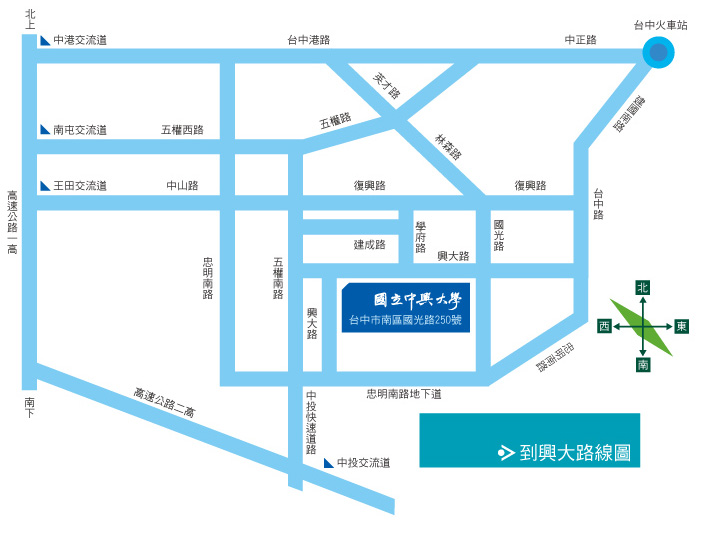 北上
台中火車站
中港交流道
台中港路
中正路
英才路
建國南路
五權路
南屯交流道
五權西路
林森路
王田交流道
中山路
復興路
復興路
高速公路一高
台中路
學府路
國光路
建成路
興大路
忠明南路
五權南路
北
國立中興大學
興大路
台中市南區國光路250號
西
東
南
忠明南路
高速公路二高
忠明南路地下道
南下
中投快速道路
到興大路線圖
中投交流道